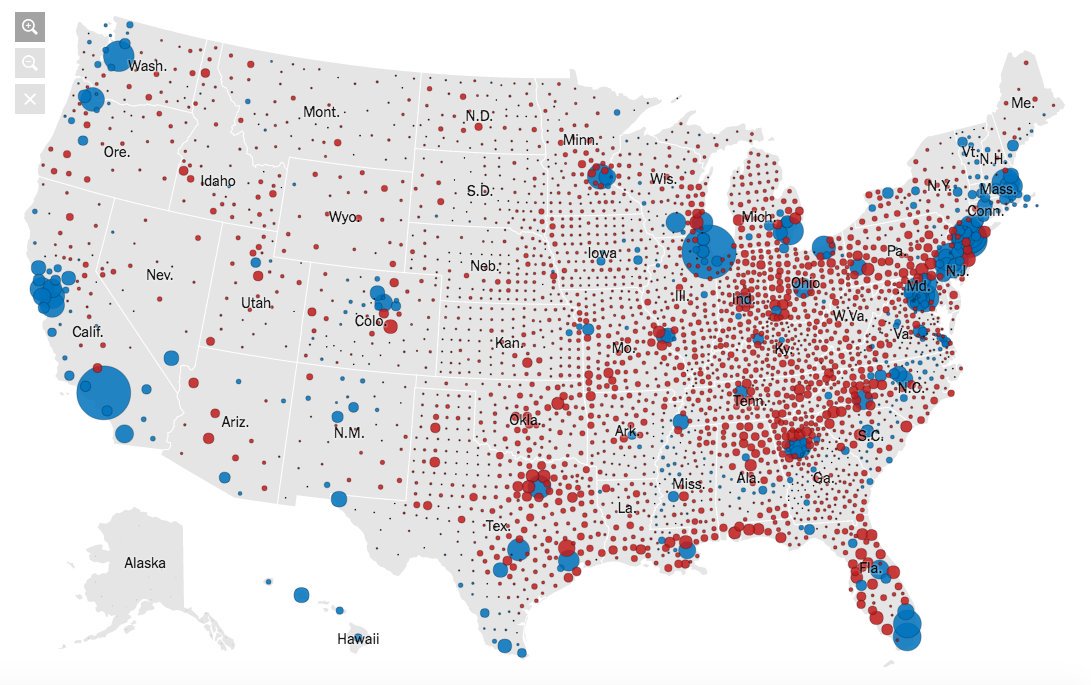 Wash.
Me.
Mont.
N.D.
Minn.
Vt.
N.H.
Ore.
Idaho
S.D.
Wis.
N.Y.
Mass.
Conn.
Wyo.
Mich.
Iowa
Pa.
Nev.
Neb.
N.J.
Utah
Ill.
Ind.
Ohio
Md.
Colo.
W.Va.
Calif.
Kan.
Mo.
Ky.
Va.
N.C.
Ariz.
N.M.
Okla.
Ark.
Tenn.
S.C.
Miss.
Ala.
Ga.
La.
Tex.
Alaska
Fla.
Hawaii